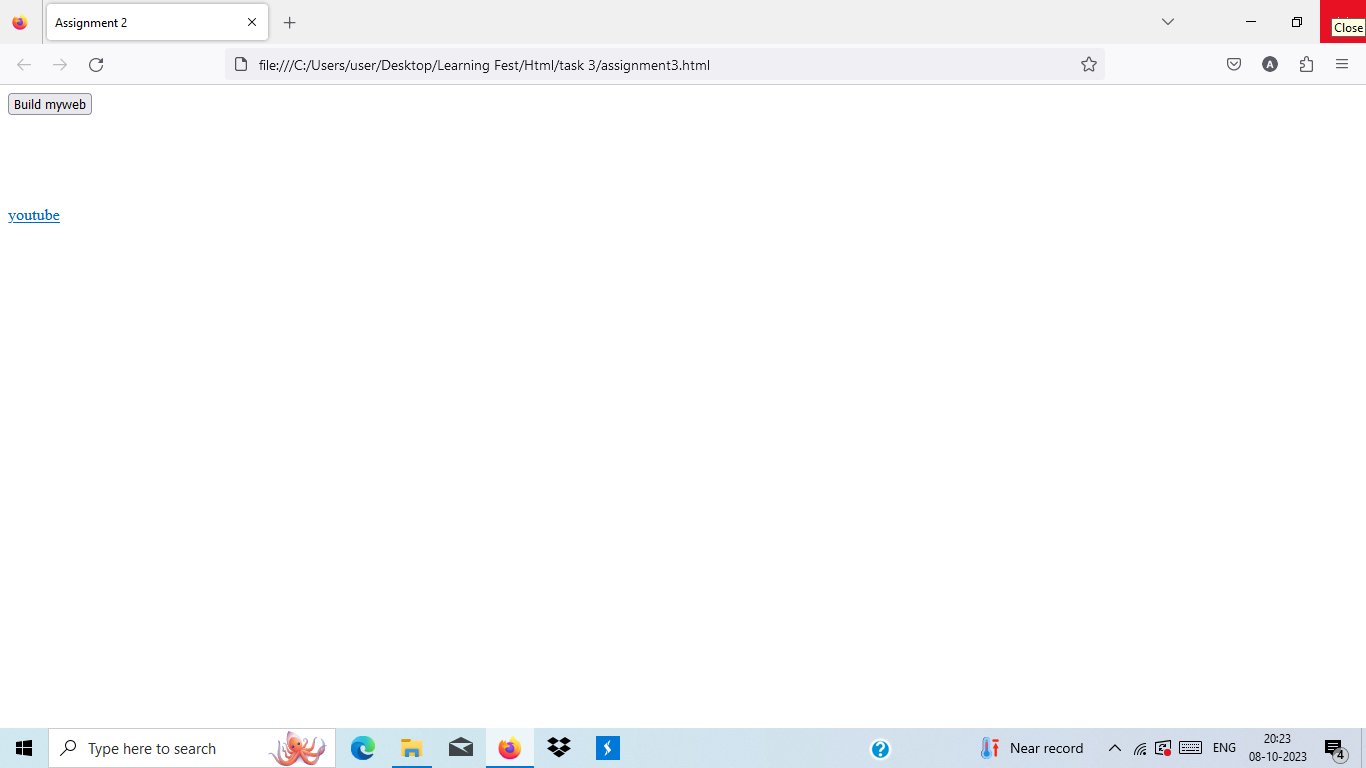 Assignment 2
Close
file:///C:/Users/user/Desktop/Learning Fest/Html/task 3/assignment3.html
A
Build myweb
youtube
Type here to search
Near record
ENG
20:23
08-10-2023
4